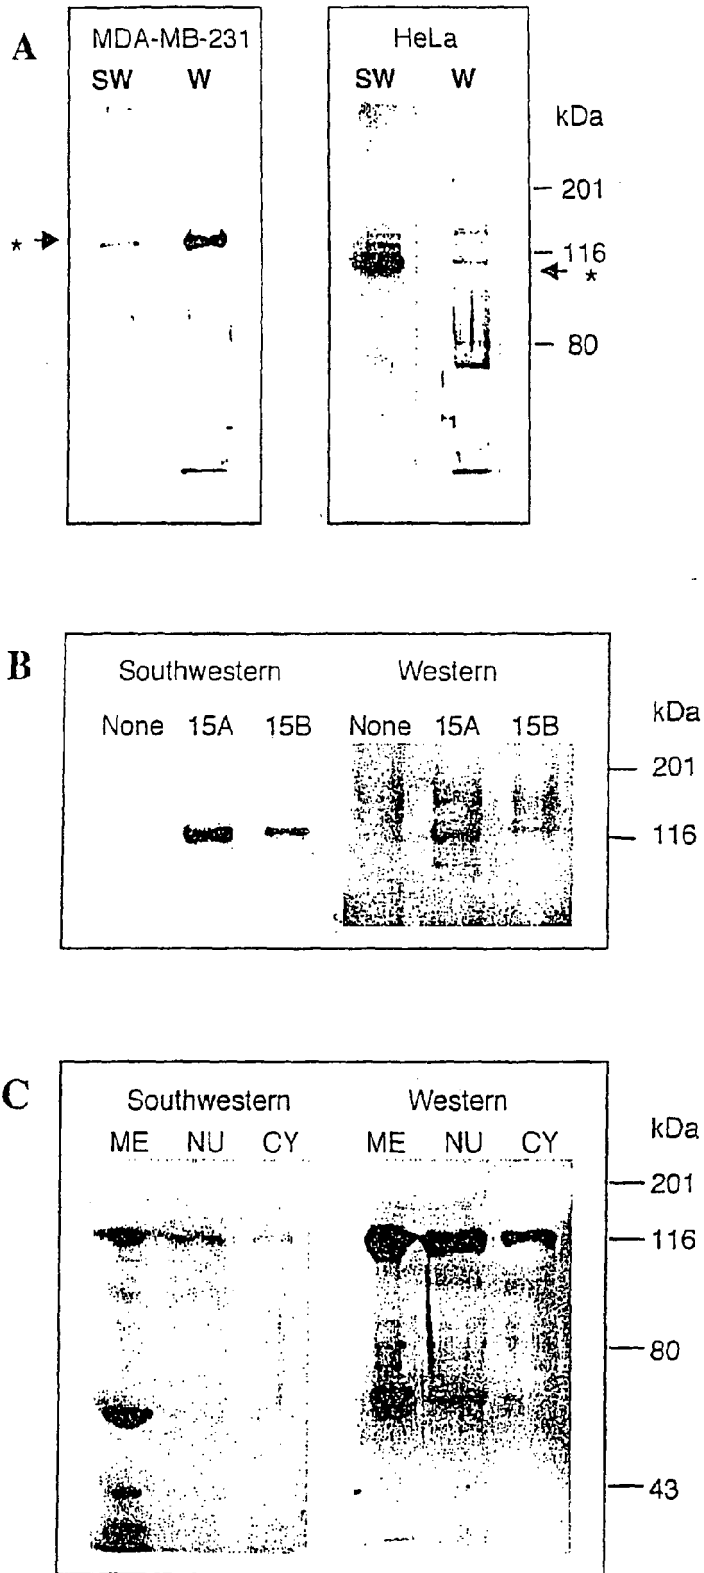 A
MDA-MB-231
SW W
*
HeLa
SW W
kDa
201
116
*
80
B
Southwestern Western
None 15A 15B None 15A 15B
kDa
201
116
C
Southwestern Western
ME NU CY ME NU CY
kDa
201
116
80
43